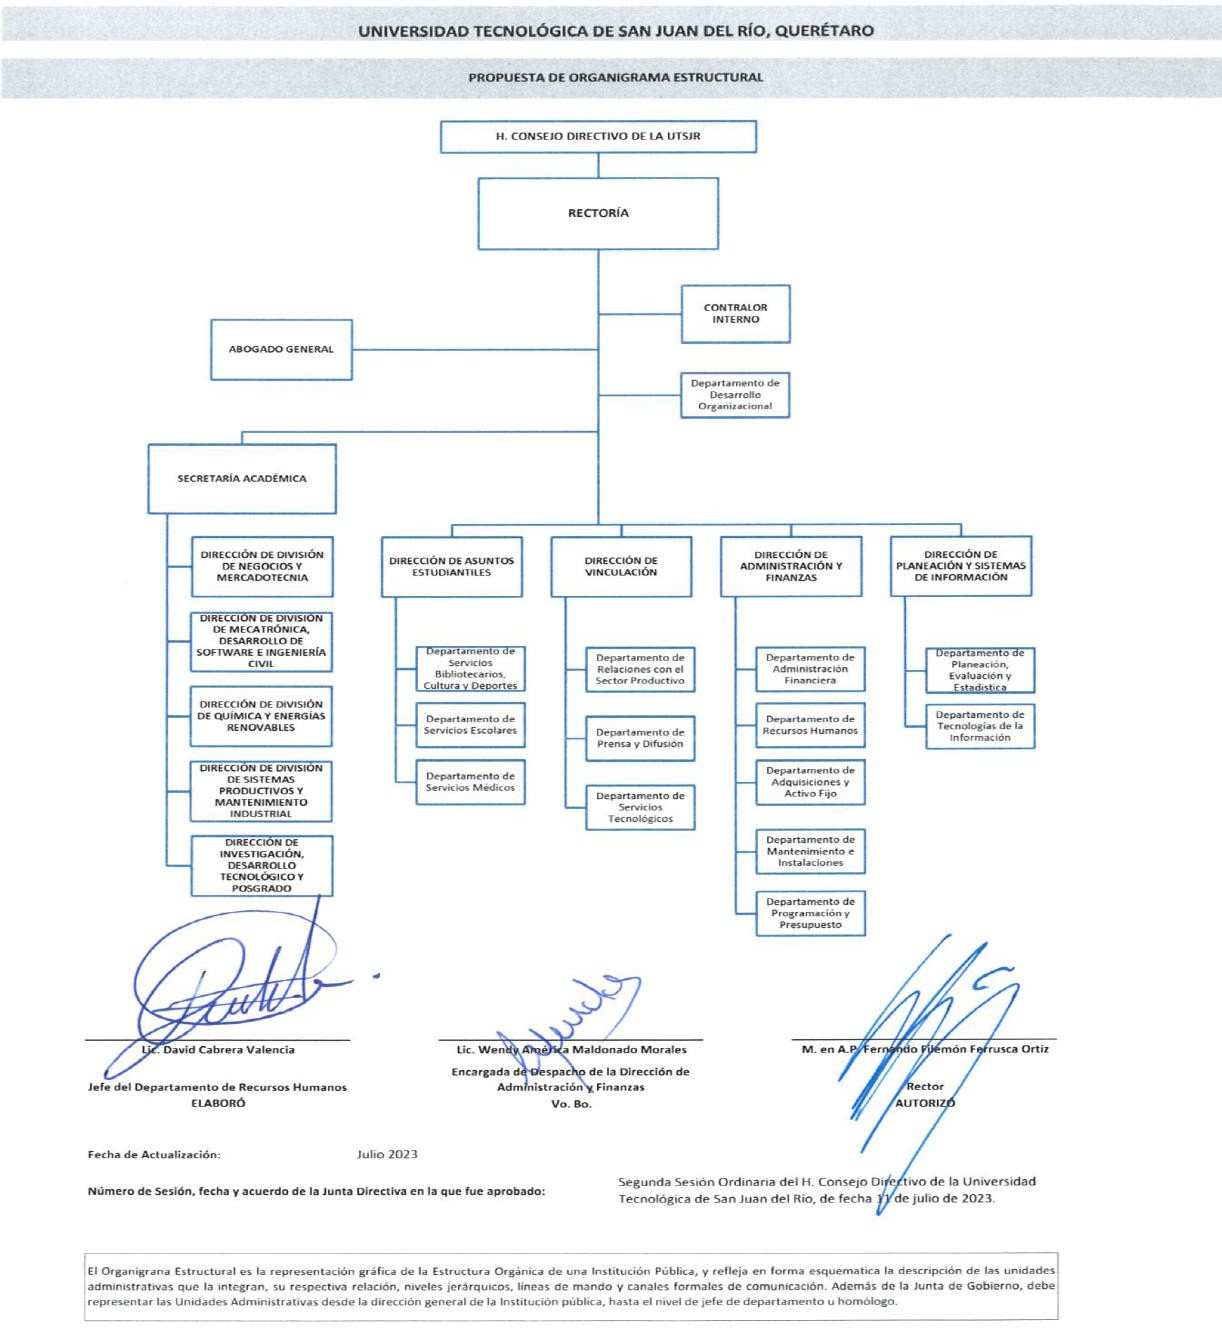 UNIVERSIDAD TECNOLÓGICA DE SAN JUAN DEL RÍO, QUERÉTARO
PROPUESTA DE ORGANIGRAMA ESTRUCTURAL
H. CONSEJO DIRECTIVO DE LA UTSJR
RECTORÍA
CONTRALOR
INTERNO
ABOGADO GENERAL
Departamento de
Desarrollo
Organizacional
SECRETARÍA ACADÉMICA
DIRECCIÓN DE DIVISIÓN
DE NEGOCIOS Y
MERCADOTECNIA
DIRECCIÓN DE DIVISIÓN
DE MECATRÓNICA,
DESARROLLO DE
SOFTWARE E INGENIERÍA
CIVIL
DIRECCIÓN DE DIVISIÓN
DE QUÍMICA Y ENERGÍAS
RENOVABLES
DIRECCIÓN DE DIVISIÓN
DE SISTEMAS
PRODUCTIVOS Y
MANTENIMIENTO
INDUSTRIAL
DIRECCIÓN DE
INVESTIGACIÓN,
DESARROLLO
TECNOLÓGICO Y
POSGRADO
DIRECCIÓN DE ASUNTOS
ESTUDIANTILES
Departamento de
Servicios
Bibliotecarios,
Cultura y Deportes
Departamento de
Servicios Escolares
Departamento de
Servicios Médicos
DIRECCIÓN DE
VINCULACIÓN
Departamento de
Relaciones con el
Sector Productivo
Departamento de
Prensa y Difusión
Departamento de
Servicios
Tecnológicos
DIRECCIÓN DE
ADMINISTRACIÓN Y
FINANZAS
Departamento de
Administración
Financiera
Departamento de
Recursos Humanos
Departamento de
Adquisiciones y
Activo Fijo
Departamento de
Mantenimiento e
Instalaciones
Departamento de
Programación y
Presupuesto
DIRECCIÓN DE
PLANEACIÓN Y SISTEMAS
DE INFORMACIÓN
Departamento de
Planeación,
Evaluación y
Estadística
Departamento de
Tecnologías de la
Información
Lic. David Cabrera Valencia
Jefe del Departamento de Recursos Humanos
ELABORÓ
Lic. Wendy América Maldonado Morales
Encargada de Despacho de la Dirección de
Administración y Finanzas
Vo. Bo.
M. en A.P. Fernando Filemón Ferrusca Ortiz
Rector
AUTORIZÓ
Fecha de Actualización: Julio 2023
Número de Sesión, fecha y acuerdo de la Junta Directiva en la que fue aprobado:
Segunda Sesión Ordinaria del H. Consejo Directivo de la Universidad
Tecnológica de San Juan del Río, de fecha 11 de julio de 2023.
El Organigrana Estructural es la representación gráfica de la Estructura Orgánica de una Institución Pública, y refleja en forma esquematica la descripción de las unidades
administrativas que la integran, su respectiva relación, niveles jerárquicos, líneas de mando y canales formales de comunicación. Además de la Junta de Gobierno, debe
representar las Unidades Administrativas desde la dirección general de la Institución pública, hasta el nivel de jefe de departamento u homólogo.